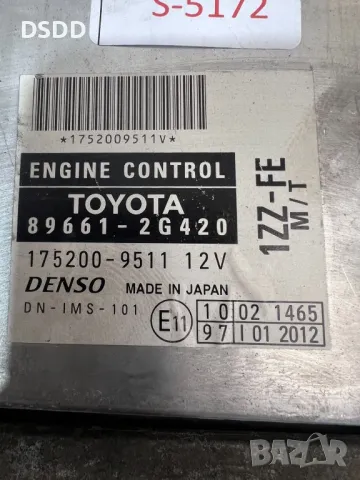 DSDD
S-5172
*1752009511V*
ENGINE CONTROL
TOYOTA
89661-2G420
175200-9511 12V
DENSO MADE IN JAPAN
DN-IMS-101
E11
10 02 1465
97 I 01 2012
1ZZ-FE
M/T
BAZAR